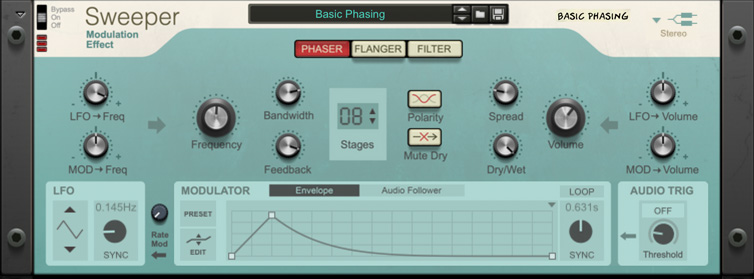 Bypass
On
Off
Sweeper
Modulation
Effect
Basic Phasing
BASIC PHASING
Stereo
PHASER FLANGER FILTER
LFO→Freq
MOD→Freq
Frequency
Bandwidth
Feedback
08
Stages
Polarity
Mute Dry
Spread
Dry/Wet
Volume
LFO→Volume
MOD→Volume
LFO
0.145Hz
SYNC
Rate
Mod
MODULATOR
Envelope
Audio Follower
PRESET
EDIT
LOOP
0.631s
SYNC
AUDIO TRIG
OFF
Threshold